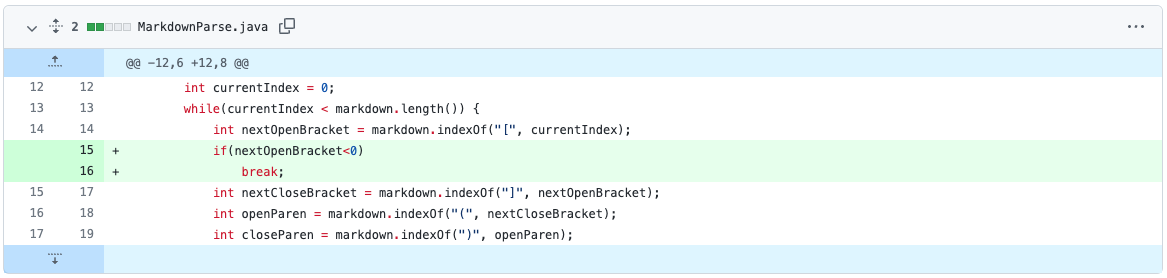 2 MarkdownParse.java
@@ -12,6 +12,8 @@
12 12 int currentIndex = 0;
13 13 while(currentIndex < markdown.length()) {
14 14 int nextOpenBracket = markdown.indexOf("[", currentIndex);
15 + if(nextOpenBracket<0)
16 + break;
15 17 int nextCloseBracket = markdown.indexOf("]", nextOpenBracket);
16 18 int openParen = markdown.indexOf("(", nextCloseBracket);
17 19 int closeParen = markdown.indexOf(")", openParen);